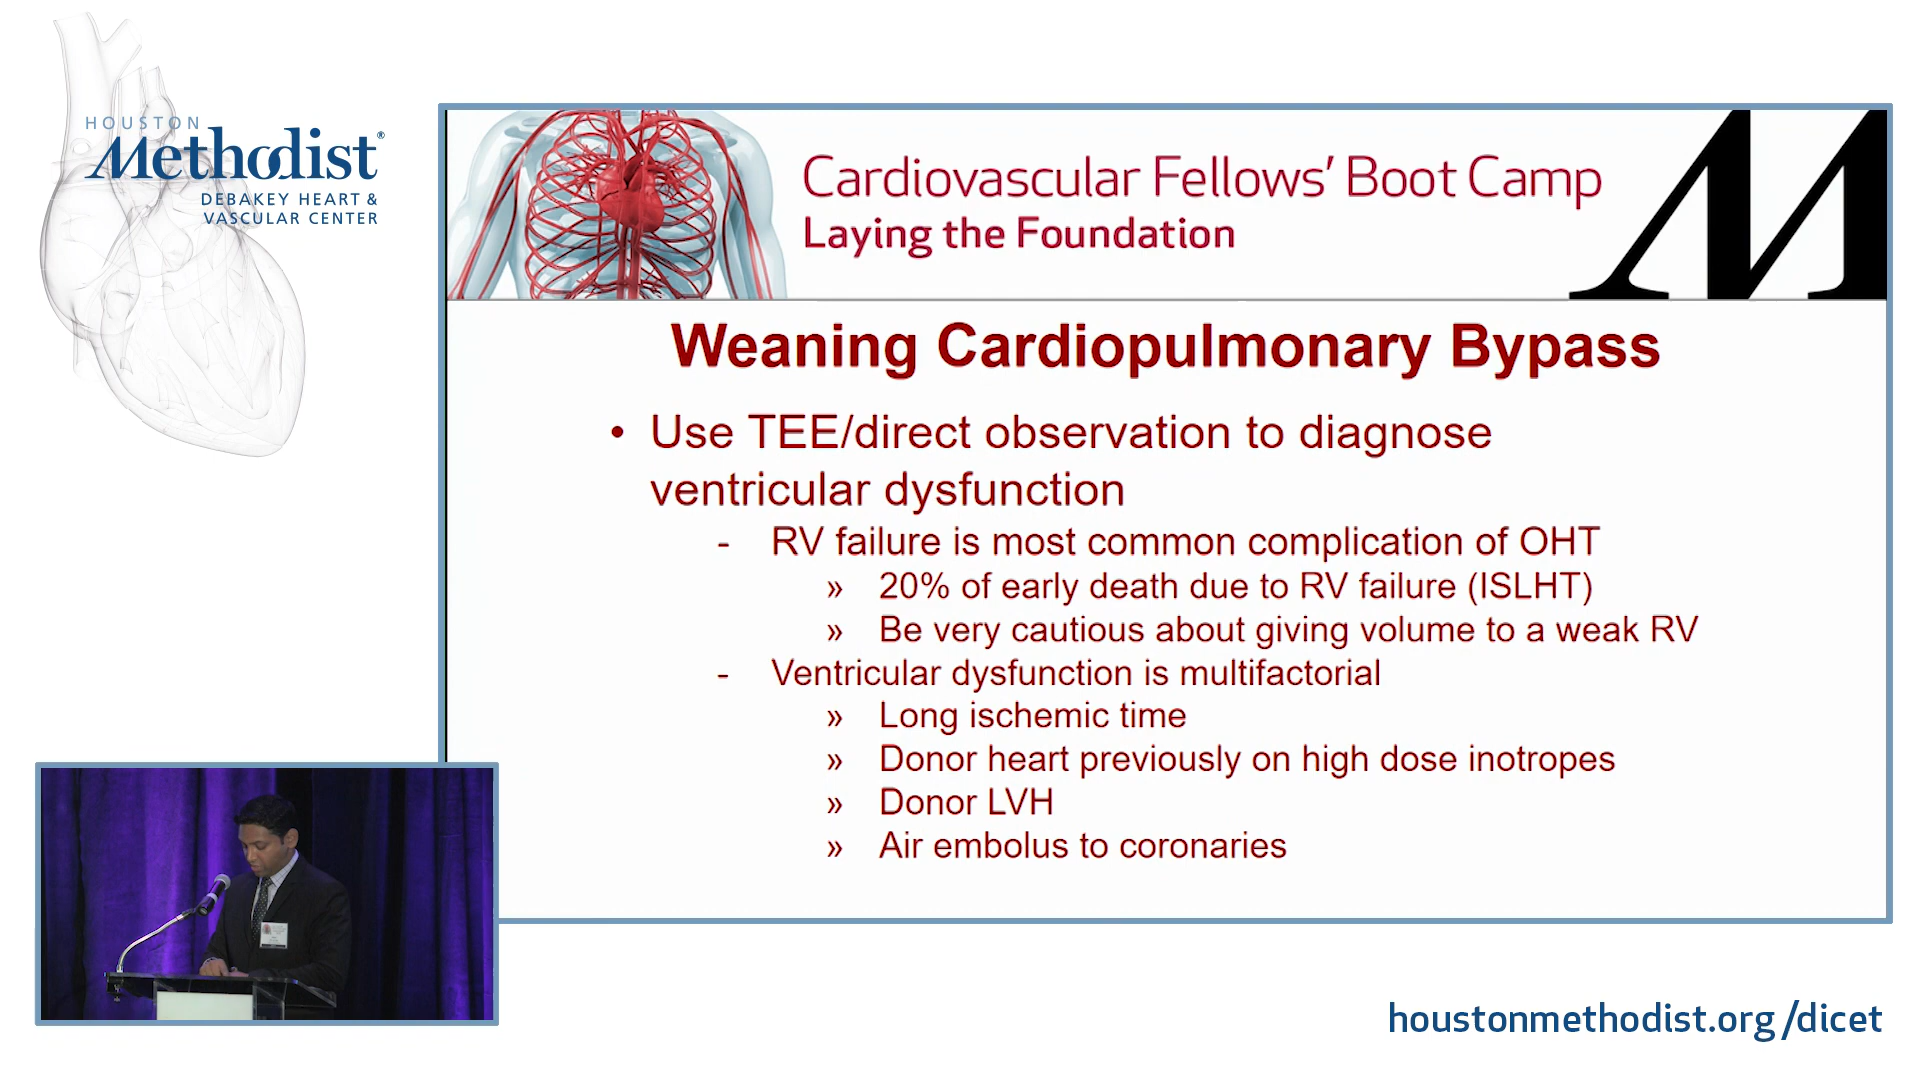 HOUSTON
Methodist®
DEBAKEY HEART &
VASCULAR CENTER
Cardiovascular Fellows' Boot Camp
Laying the Foundation
M
Weaning Cardiopulmonary Bypass
• Use TEE/direct observation to diagnose
ventricular dysfunction
- RV failure is most common complication of OHT
» 20% of early death due to RV failure (ISLHT)
» Be very cautious about giving volume to a weak RV
- Ventricular dysfunction is multifactorial
» Long ischemic time
» Donor heart previously on high dose inotropes
» Donor LVH
» Air embolus to coronaries
houstonmethodist.org/dicet